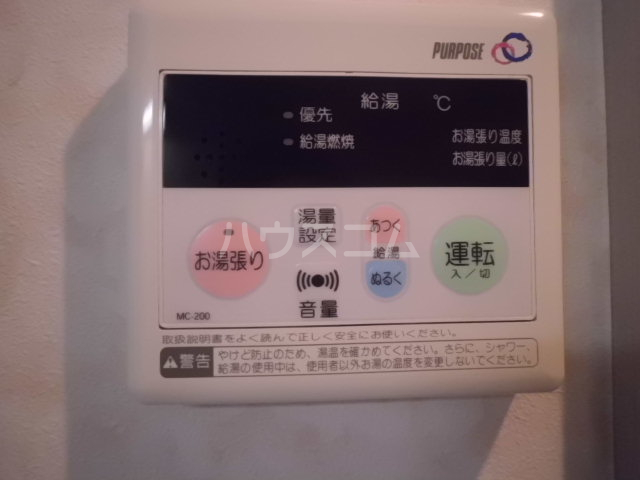 PURPOSE
給湯 ℃
優先
給湯燃焼
お湯張り温度
お湯張り量(ℓ)
お湯張り
湯量
設定
音量
あつく
給湯
ぬるく
運転
入／切
ハウスコム
MC-200
取扱説明書をよく読んで正しく安全にお使いください。
警告
やけど防止のため、湯温を確かめてください。さらに、シャワー、
給湯の使用中は、使用者以外お湯の温度を変更しないでください。